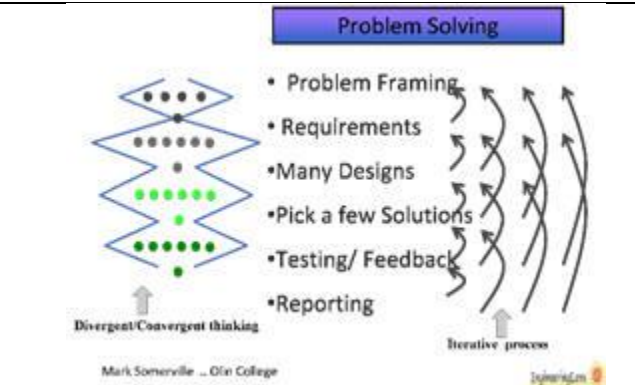 Problem Solving
• Problem Framing
• Requirements
•Many Designs
•Pick a few Solutions
•Testing/ Feedback
•Reporting
Divergent/Convergent thinking
Iterative process
Mark Somerville .. Olin College